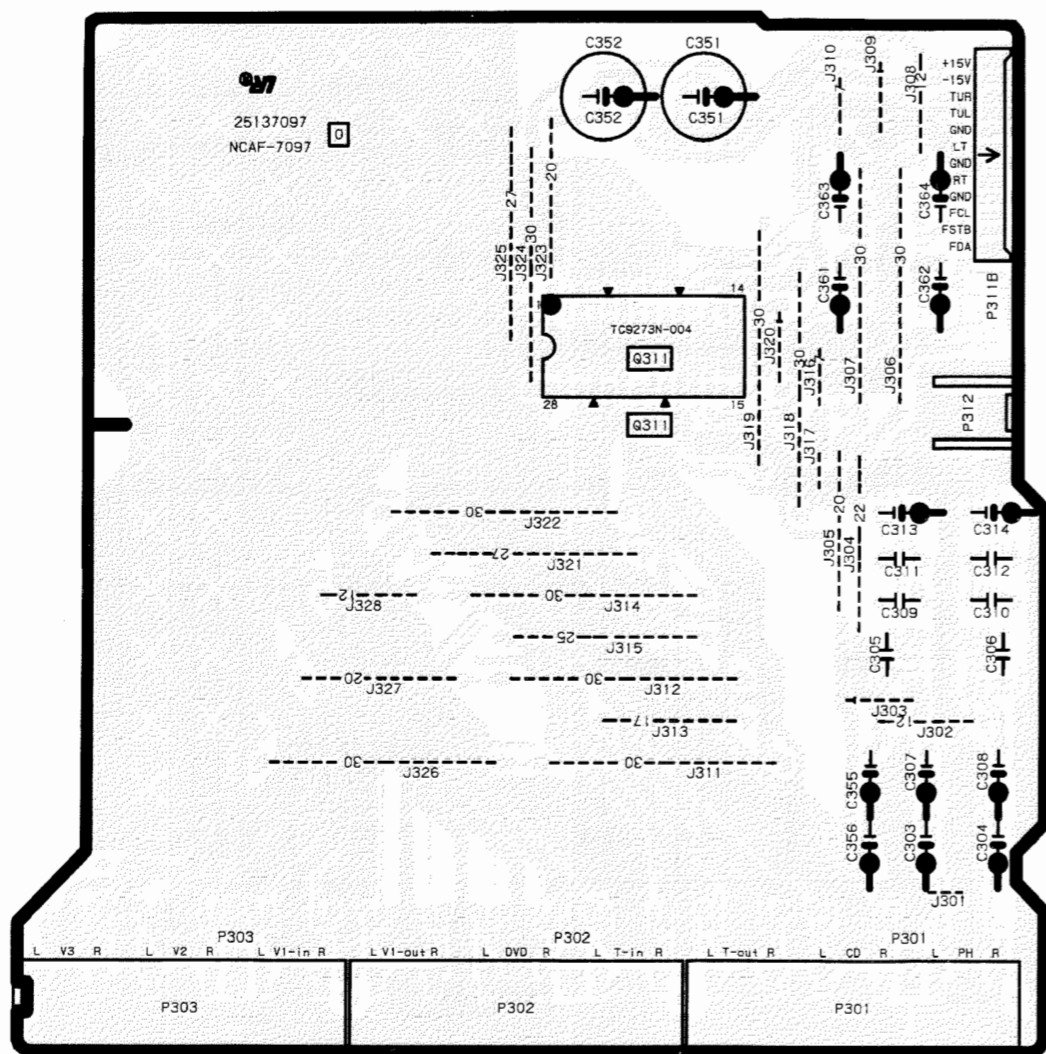 C352
C351
C352
C351
25137097
NCAF-7097
0
J310
J309
J308
7
12
+15V
-15V
TUR
TUL
GND
LT
GND
RT
GND
FCL
FSTB
FDA
P311B
P312
C363
C364
C361
C362
27
J325
30
J324
20
J323
1
14
TC9273N-004
Q311
28
15
Q311
30
J319
J320
30
J318
J316
J317
30
J307
30
J306
20
J305
22
J304
C313
C314
C311
C312
C309
C310
C305
C306
30
J322
27
J321
12
J328
30
J314
25
J315
20
J327
30
J312
17
J313
30
J326
30
J311
J303
12
J302
C355
C307
C308
C356
C303
C304
J301
P303
P302
P301
L V3 R
L V2 R
L V1-in R
L V1-out R
L DVD R
L T-in R
L T-out R
L CD R
L PH R
P303
P302
P301